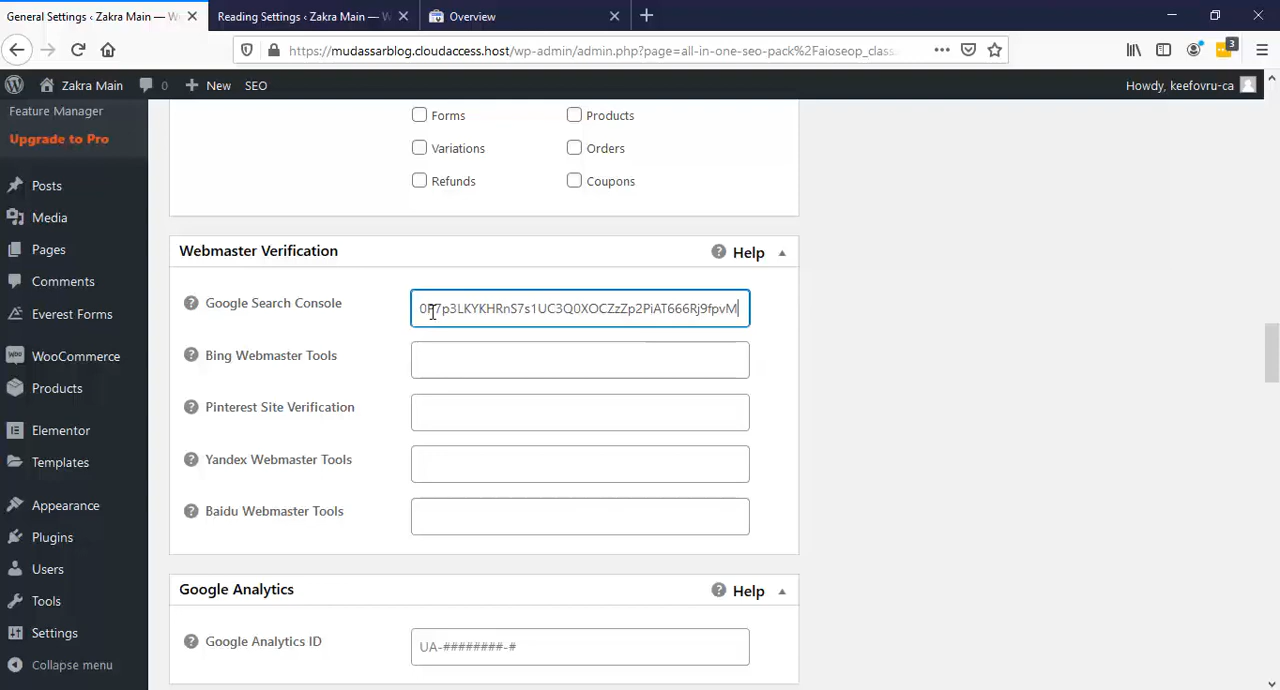 General Settings ‹ Zakra Main — W
Reading Settings ‹ Zakra Main — W
Overview
https://mudassarblog.cloudaccess.host/wp-admin/admin.php?page=all-in-one-seo-pack%2Faioseop_class
3
Zakra Main
0
New
SEO
Howdy, keefovru-ca
Feature Manager
Upgrade to Pro
Posts
Media
Pages
Comments
Everest Forms
WooCommerce
Products
Elementor
Templates
Appearance
Plugins
Users
Tools
Settings
Collapse menu
Forms
Products
Variations
Orders
Refunds
Coupons
Webmaster Verification
Help
Google Search Console
Bing Webmaster Tools
Pinterest Site Verification
Yandex Webmaster Tools
Baidu Webmaster Tools
Google Analytics
Help
Google Analytics ID
UA-########-#